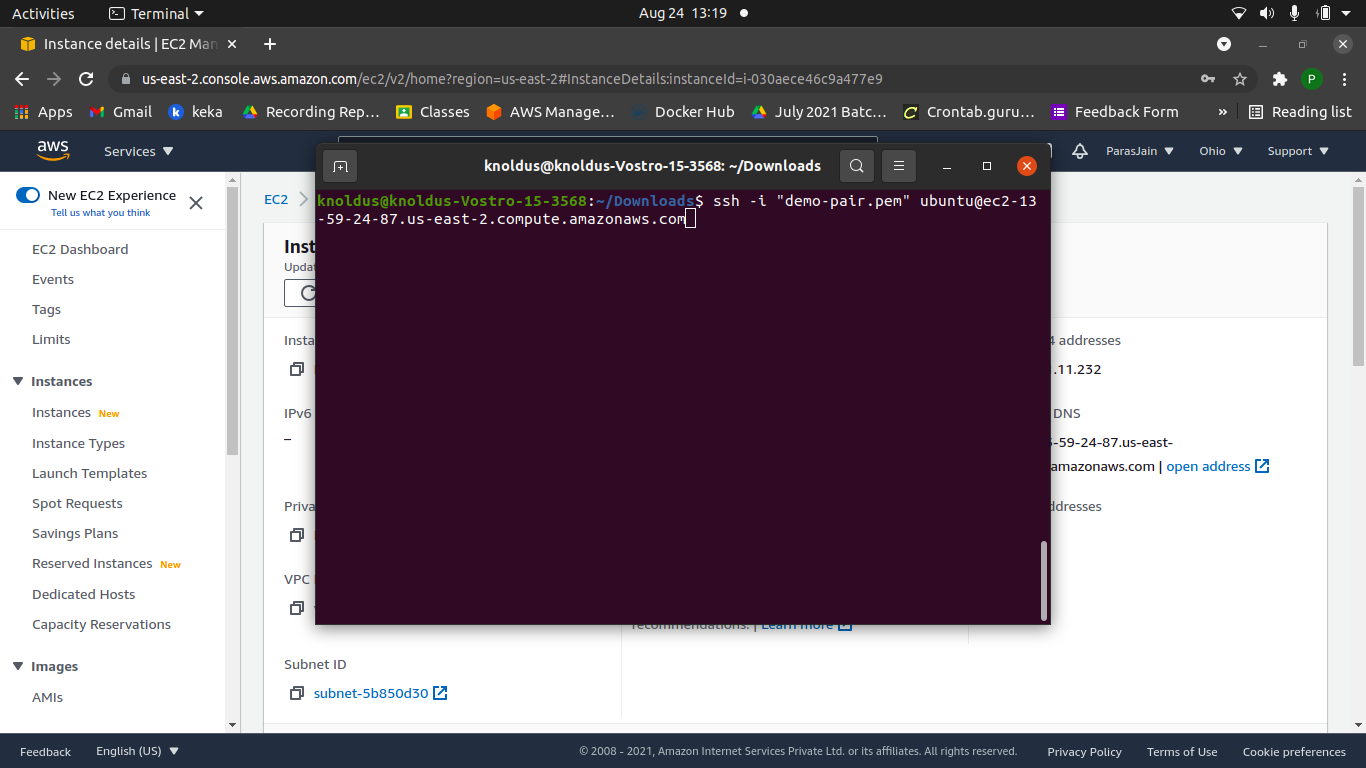 Activities Terminal Aug 24 13:19
Instance details | EC2 Man
us-east-2.console.aws.amazon.com/ec2/v2/home?region=us-east-2#InstanceDetails:instanceId=i-030aece46c9a477e9 P
Apps Gmail keka Recording Rep... Classes AWS Manage... Docker Hub July 2021 Batc... Crontab.guru... Feedback Form » Reading list
aws Services ParasJain Ohio Support
knoldus@knoldus-Vostro-15-3568: ~/Downloads
New EC2 Experience
Tell us what you think
EC2
knoldus@knoldus-Vostro-15-3568:~/Downloads$ ssh -i "demo-pair.pem" ubuntu@ec2-13
-59-24-87.us-east-2.compute.amazonaws.com
EC2 Dashboard
Events
Tags
Limits
Instances
Instances New
Instance Types
Launch Templates
Spot Requests
Savings Plans
Reserved Instances New
Dedicated Hosts
Capacity Reservations
Images
AMIs
Inst
Updat
Insta
addresses
.11.232
IPv6
DNS
–
-59-24-87.us-east-
amazonaws.com | open address
Priva
ddresses
VPC
recommendations. | Learn more
Subnet ID
subnet-5b850d30
Feedback English (US) © 2008 - 2021, Amazon Internet Services Private Ltd. or its affiliates. All rights reserved. Privacy Policy Terms of Use Cookie preferences